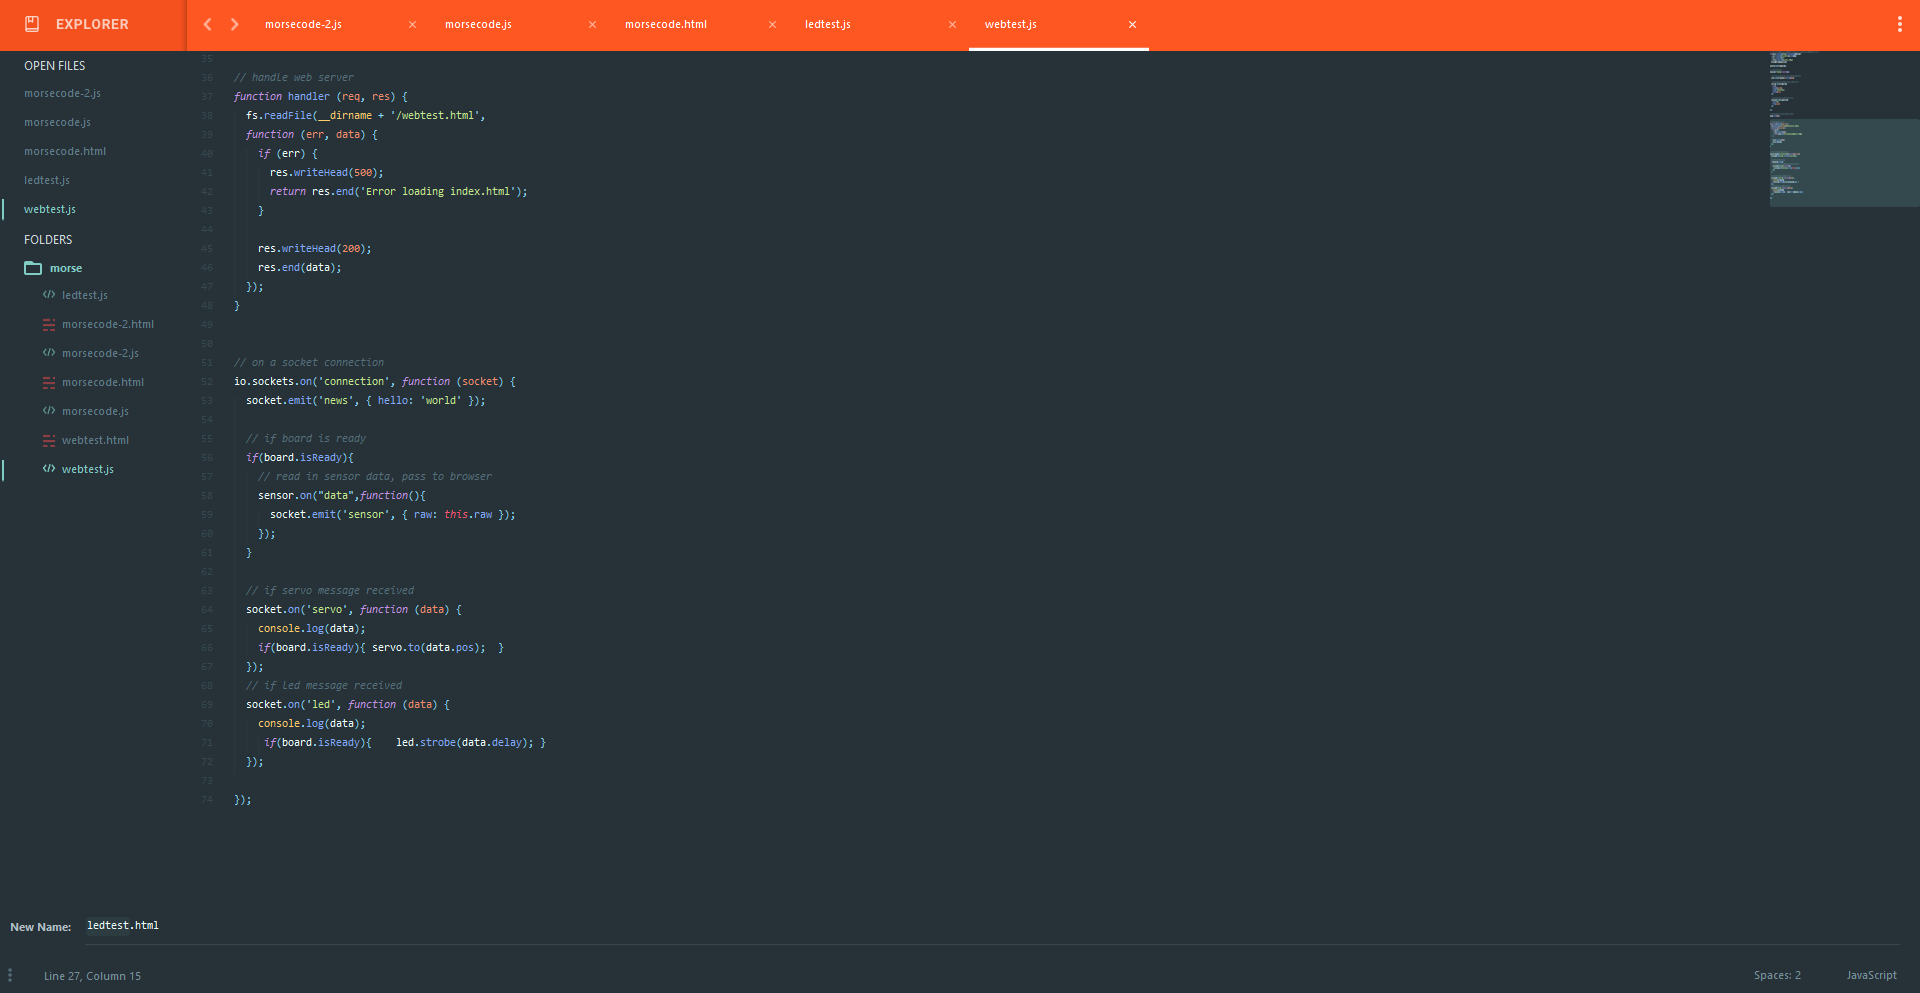 EXPLORER
morsecode-2.js × morsecode.js × morsecode.html × ledtest.js × webtest.js ×
OPEN FILES
morsecode-2.js
morsecode.js
morsecode.html
ledtest.js
webtest.js
FOLDERS
morse
ledtest.js
morsecode-2.html
morsecode-2.js
morsecode.html
morsecode.js
webtest.html
webtest.js
35
36 // handle web server
37 function handler (req, res) {
38   fs.readFile(__dirname + '/webtest.html',
39   function (err, data) {
40     if (err) {
41       res.writeHead(500);
42       return res.end('Error loading index.html');
43     }
44
45     res.writeHead(200);
46     res.end(data);
47   });
48 }
49
50
51 // on a socket connection
52 io.sockets.on('connection', function (socket) {
53   socket.emit('news', { hello: 'world' });
54
55   // if board is ready
56   if(board.isReady){
57     // read in sensor data, pass to browser
58     sensor.on("data",function(){
59       socket.emit('sensor', { raw: this.raw });
60     });
61   }
62
63   // if servo message received
64   socket.on('servo', function (data) {
65     console.log(data);
66     if(board.isReady){ servo.to(data.pos);  }
67   });
68   // if led message received
69   socket.on('led', function (data) {
70     console.log(data);
71      if(board.isReady){    led.strobe(data.delay); }
72   });
73
74 });
New Name: ledtest.html
Line 27, Column 15
Spaces: 2
JavaScript